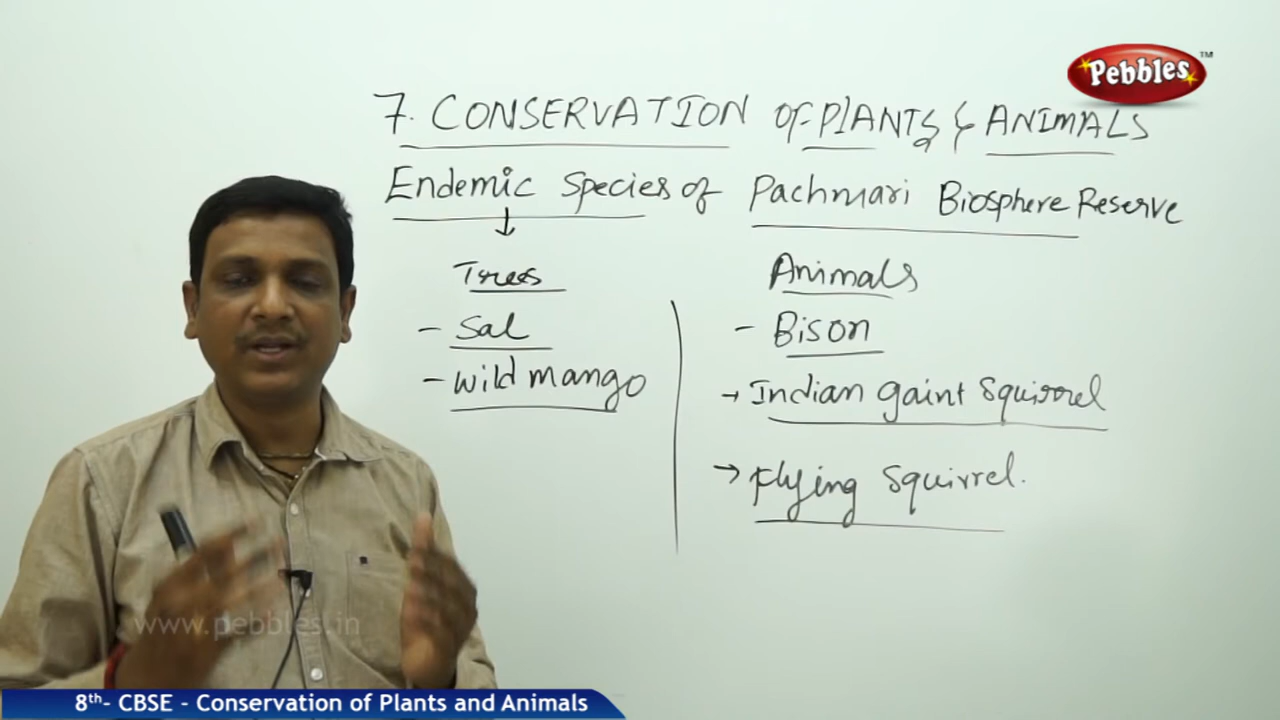 Pebbles™
7. CONSERVATION OF PLANTS & ANIMALS
Endemic Species of Pachmari Biosphere Reserve
↓
Trees
- Sal
- wild mango
Animals
- Bison
→ Indian gaint squirrel
→ Flying squirrel.
www.pebbles.in
8th- CBSE - Conservation of Plants and Animals